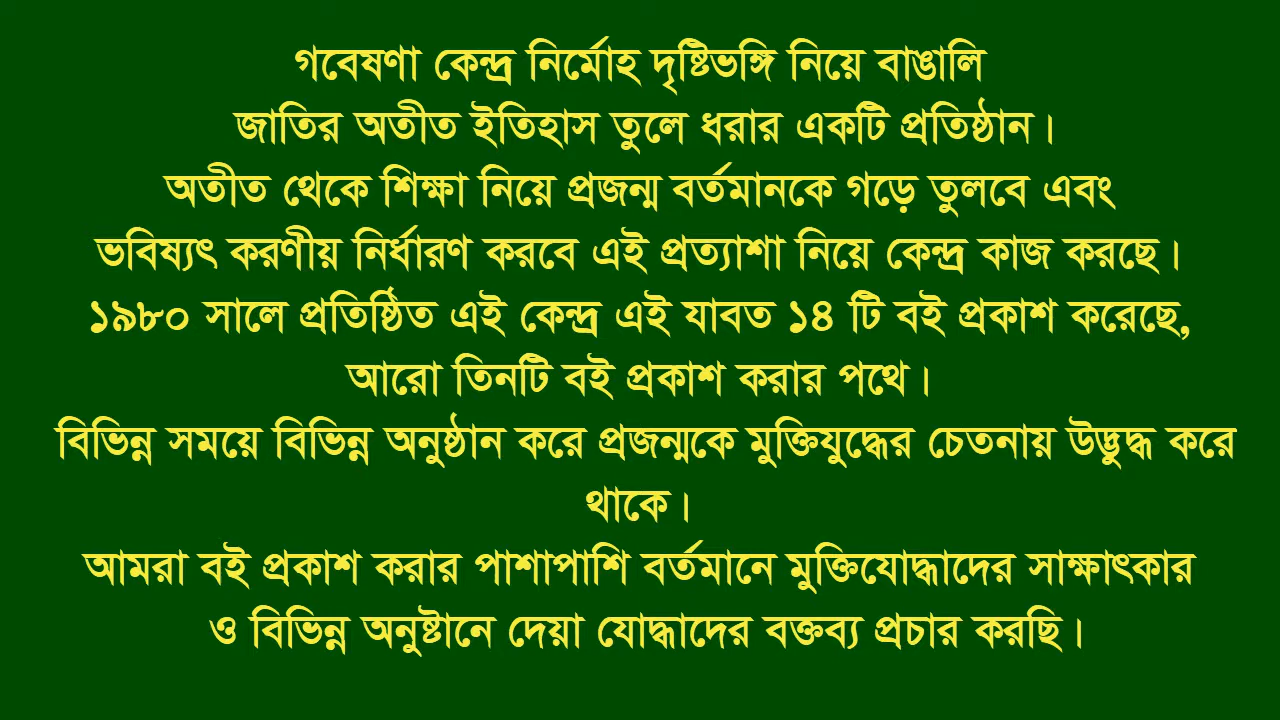 গবেষণা কেন্দ্র নির্মোহ দৃষ্টিভঙ্গি নিয়ে বাঙালি
জাতির অতীত ইতিহাস তুলে ধরার একটি প্রতিষ্ঠান।
অতীত থেকে শিক্ষা নিয়ে প্রজন্ম বর্তমানকে গড়ে তুলবে এবং
ভবিষ্যৎ করণীয় নির্ধারণ করবে এই প্রত্যাশা নিয়ে কেন্দ্র কাজ করছে।
১৯৮০ সালে প্রতিষ্ঠিত এই কেন্দ্র এই যাবত ১৪ টি বই প্রকাশ করেছে,
আরো তিনটি বই প্রকাশ করার পথে।
বিভিন্ন সময়ে বিভিন্ন অনুষ্ঠান করে প্রজন্মকে মুক্তিযুদ্ধের চেতনায় উদ্ভুদ্ধ করে
থাকে।
আমরা বই প্রকাশ করার পাশাপাশি বর্তমানে মুক্তিযোদ্ধাদের সাক্ষাৎকার
ও বিভিন্ন অনুষ্টানে দেয়া যোদ্ধাদের বক্তব্য প্রচার করছি।